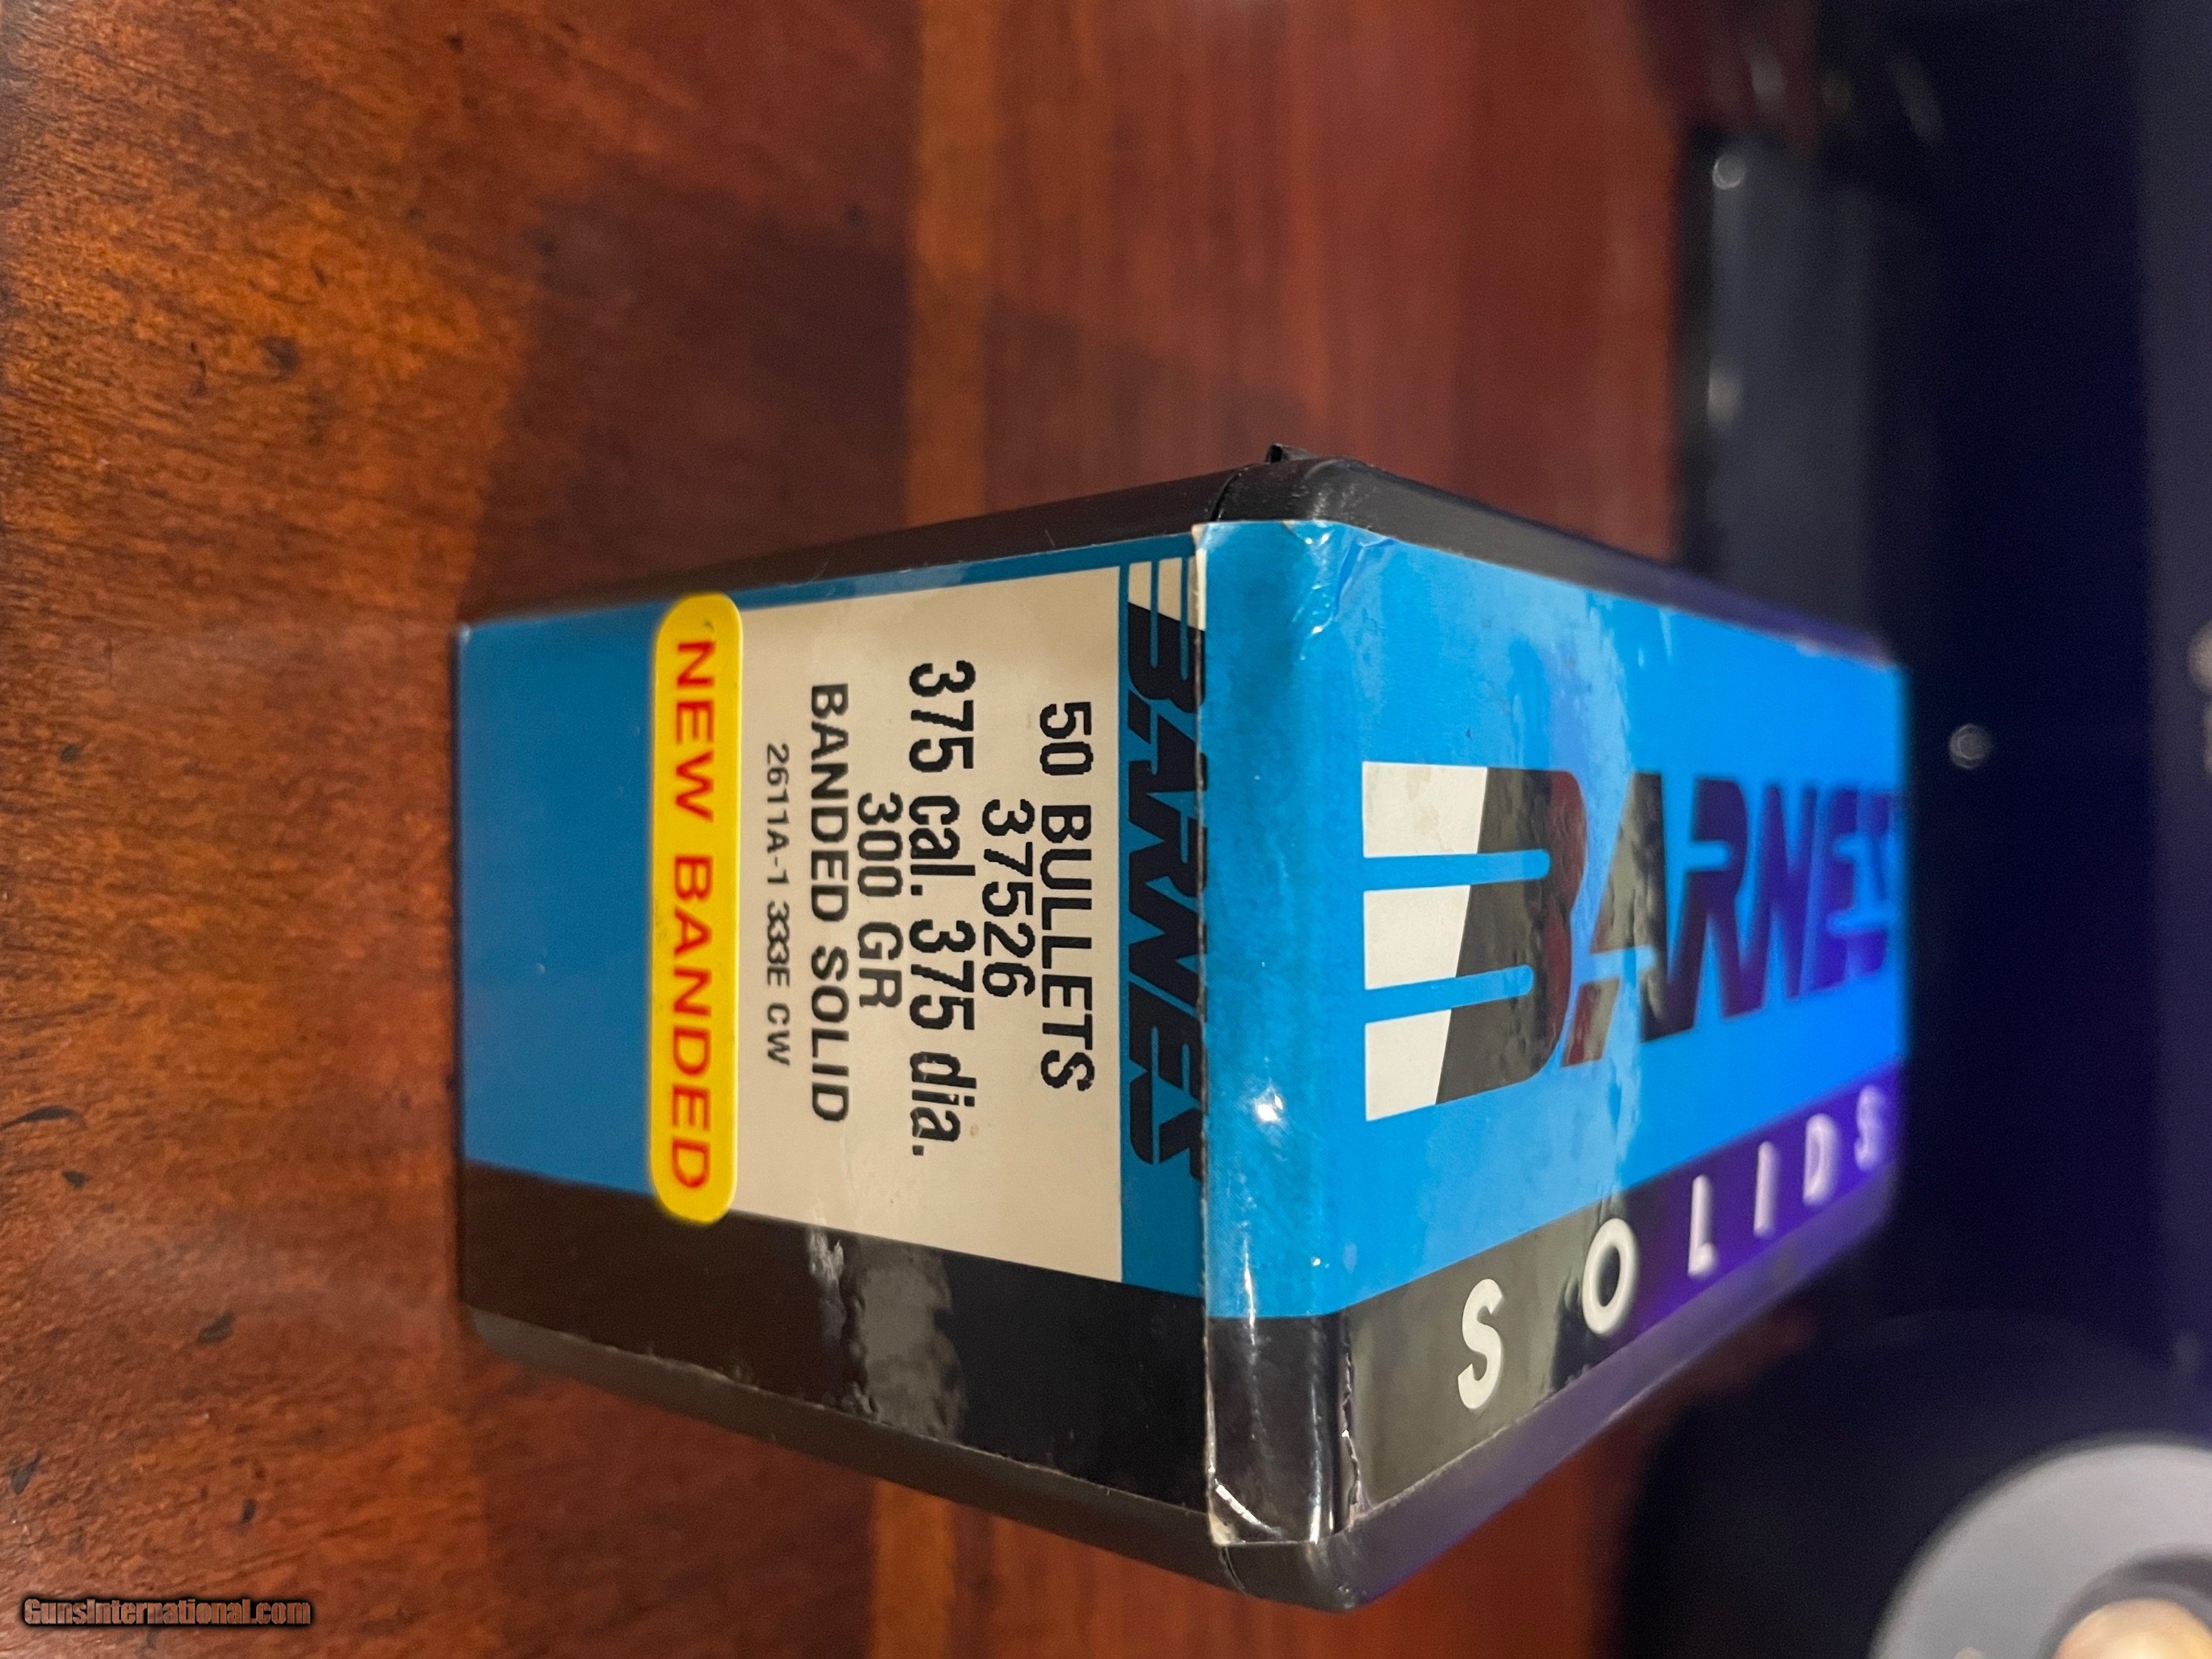 BARNES
50 BULLETS
37526
375 cal. 375 dia.
300 GR
BANDED SOLID
2611A-1 333E CW
NEW BANDED
BARNES
SOLIDS
GunsInternational.com